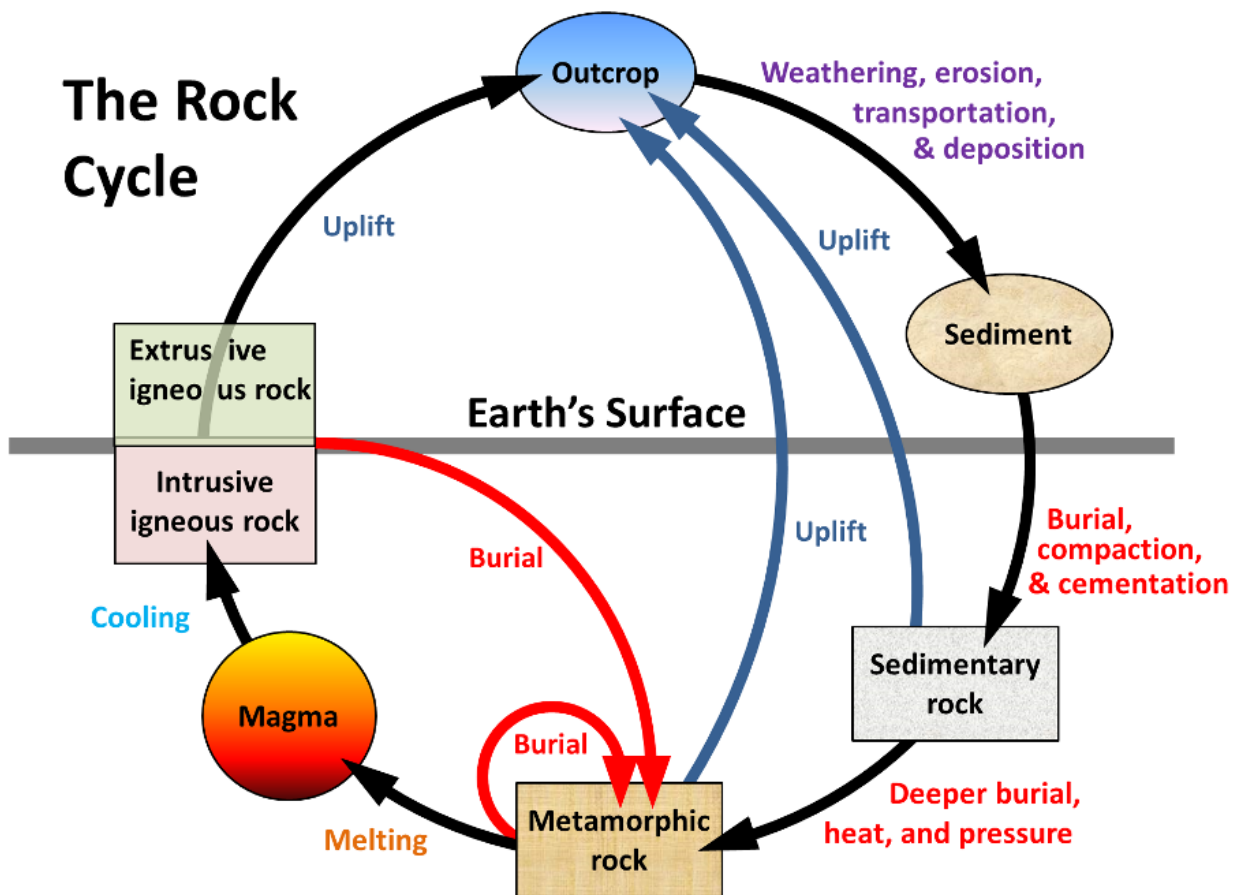 The Rock
Cycle
Outcrop
Weathering, erosion,
transportation,
& deposition
Uplift
Uplift
Sediment
Extrusive
igneous rock
Earth's Surface
Intrusive
igneous rock
Burial
Uplift
Burial,
compaction,
& cementation
Cooling
Sedimentary
rock
Magma
Burial
Deeper burial,
heat, and pressure
Melting
Metamorphic
rock